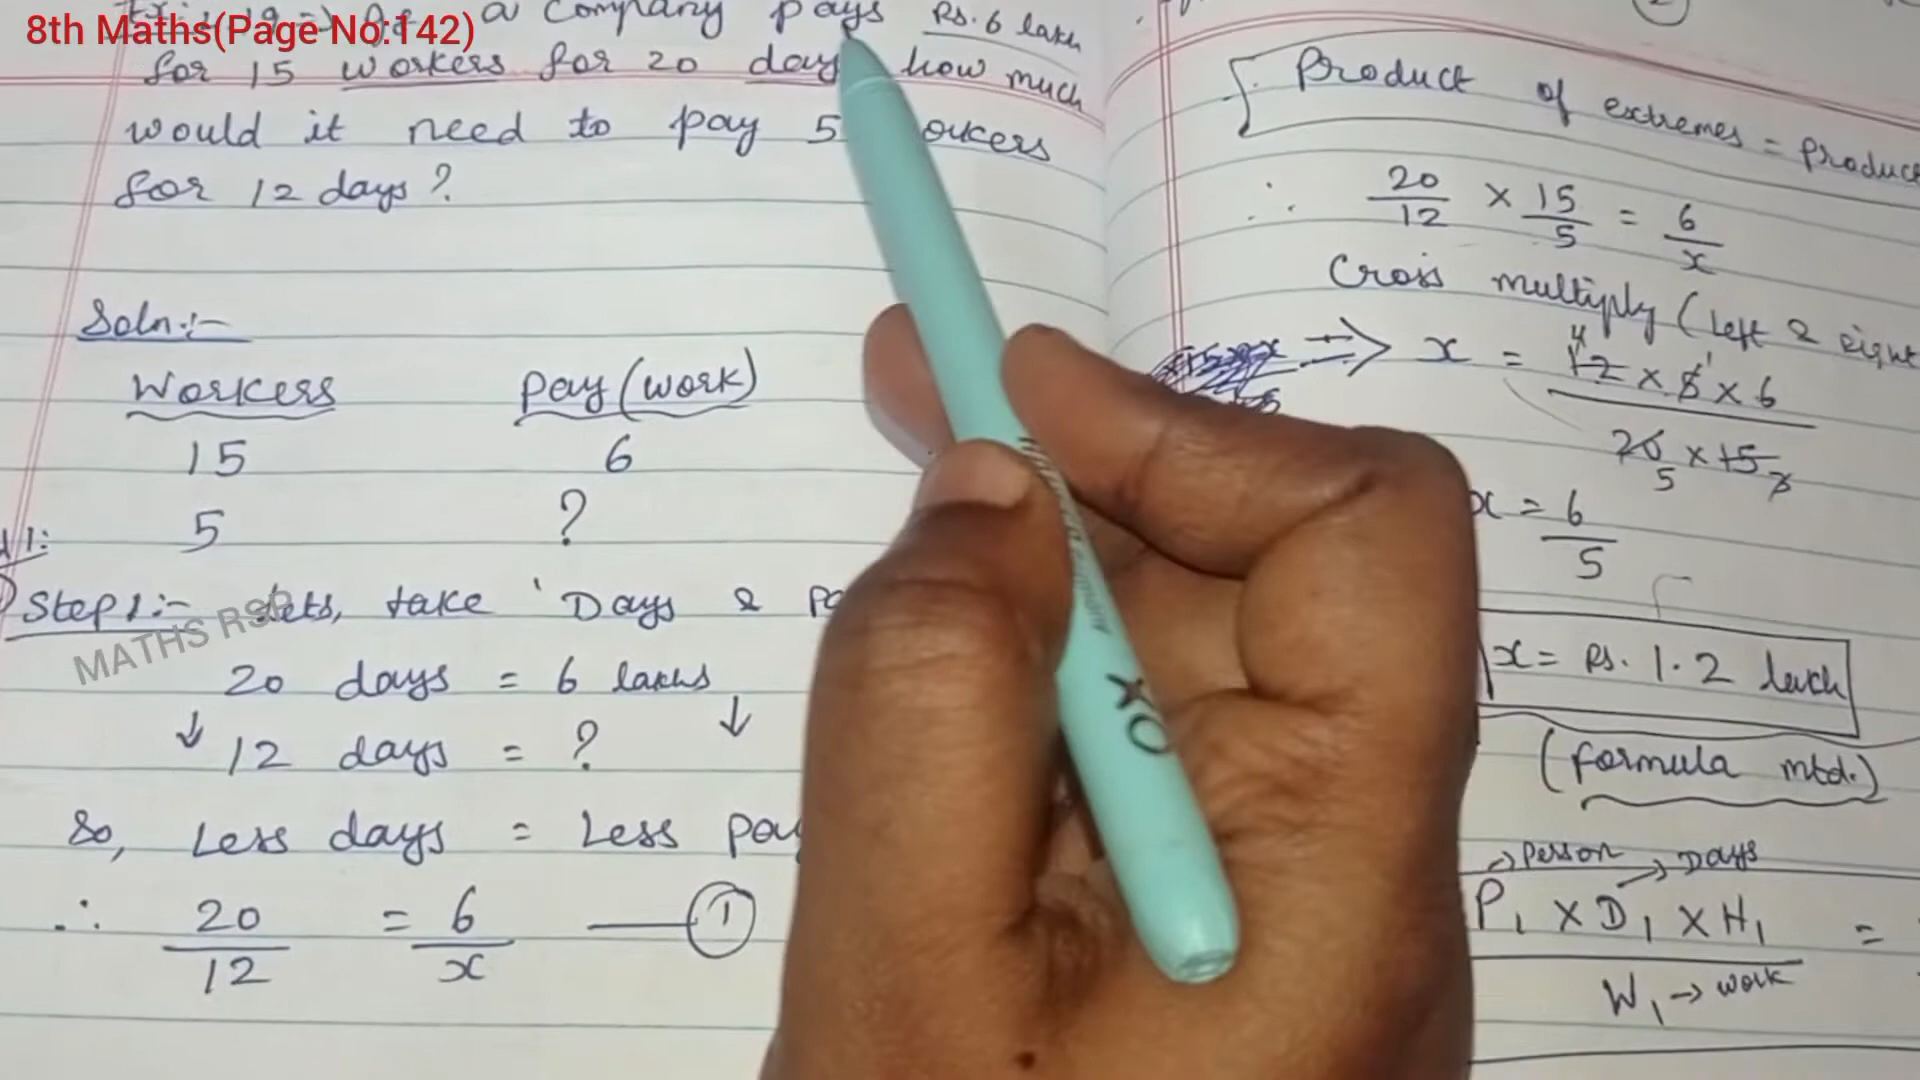 8th Maths(Page No:142)
a company pays Rs. 6 lakh
for 15 workers for 20 days how much
would it need to pay 5 workers
for 12 days?
Soln:-
Workers Pay (work)
15 6
5 ?
Step 1:- Lets, take Days & Pa
20 days = 6 lakhs
↓ 12 days = ? ↓
So, Less days = Less pay
∴ 20/12 = 6/x —— ①
MATHS RSR
Product of extremes = product
∴ 20/12 × 15/5 = 6/x
Cross multiply (left & right
⇒ x = 12 × 5 × 6 / 20 × 15
x = 6/5
x = Rs. 1.2 lakh
(formula mtd.)
→ Person → Days
P₁ × D₁ × H₁ =
W₁ → work